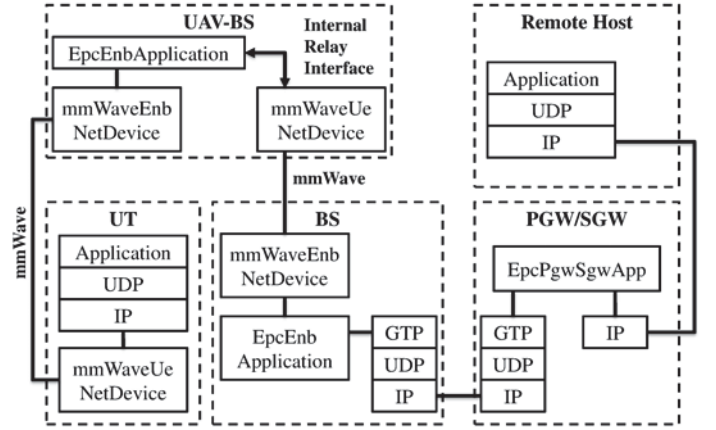 UAV-BS
EpcEnbApplication
Internal
Relay
Interface
mmWaveEnb
NetDevice
mmWaveUe
NetDevice
Remote Host
Application
UDP
IP
mmWave
mmWave
UT
Application
UDP
IP
mmWaveUe
NetDevice
BS
mmWaveEnb
NetDevice
EpcEnb
Application
GTP
UDP
IP
PGW/SGW
EpcPgwSgwApp
GTP
UDP
IP
IP